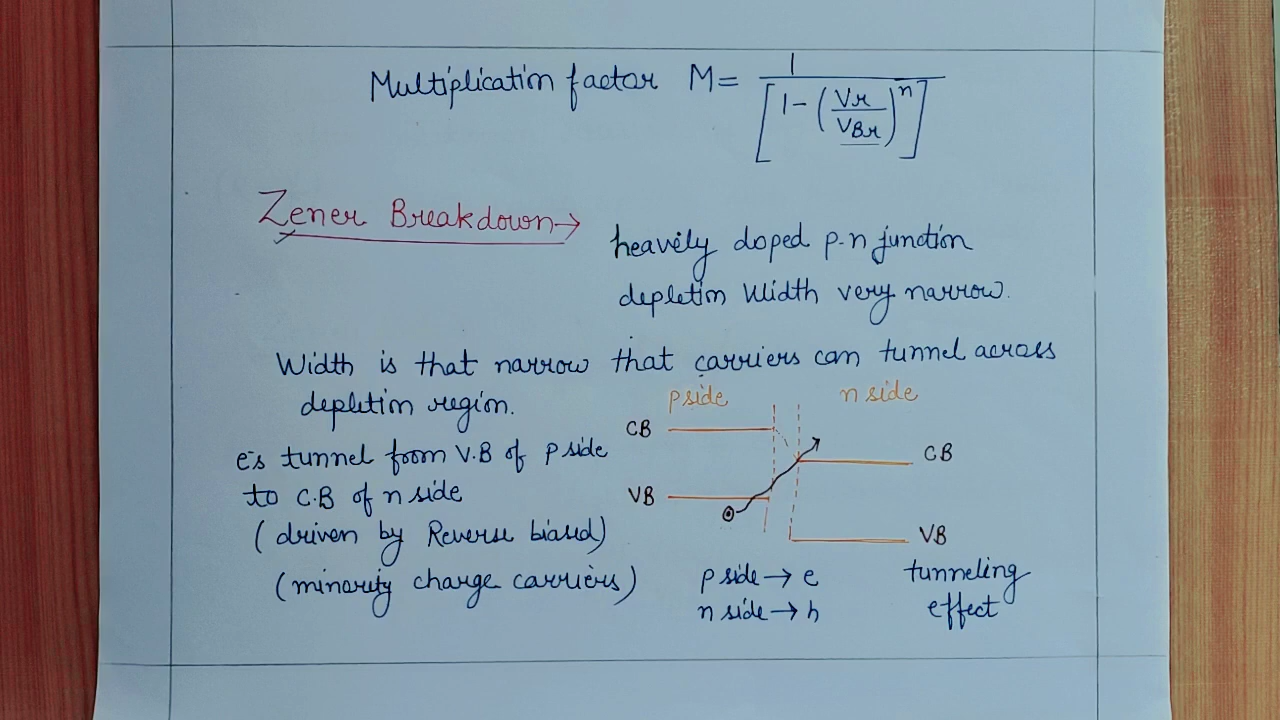 Multiplication factor M = 1 / [1 - (Vr / VBr)^n]
Zener Breakdown →
heavily doped p-n junction
depletion Width very narrow.
Width is that narrow that carriers can tunnel across
depletion region.
p side n side
CB
CB
e-s tunnel from V.B of p side
to C.B of n side
VB
(driven by Reverse biased)
VB
(minority charge carriers)
p side → e
n side → h
tunneling
effect